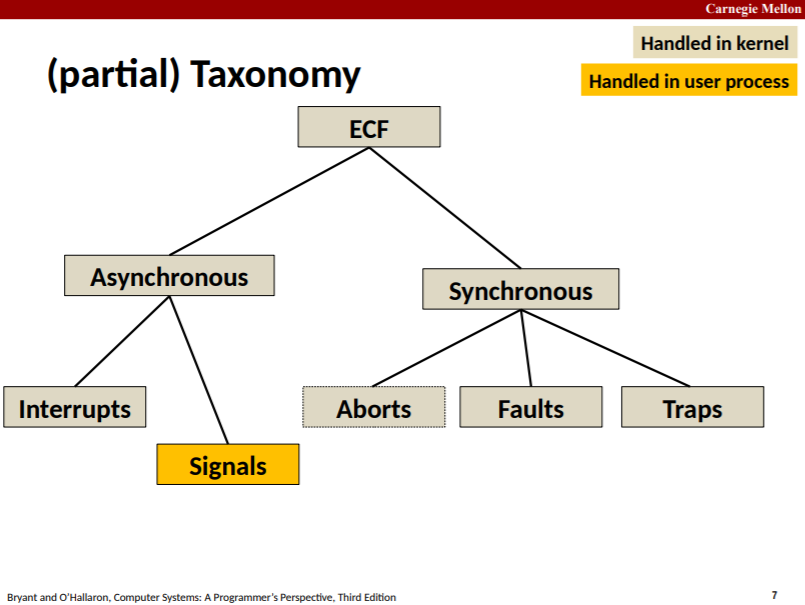 Carnegie Mellon
Handled in kernel
(partial) Taxonomy
Handled in user process
ECF
Asynchronous
Synchronous
Interrupts
Aborts
Faults
Traps
Signals
Bryant and O'Hallaron, Computer Systems: A Programmer's Perspective, Third Edition
7